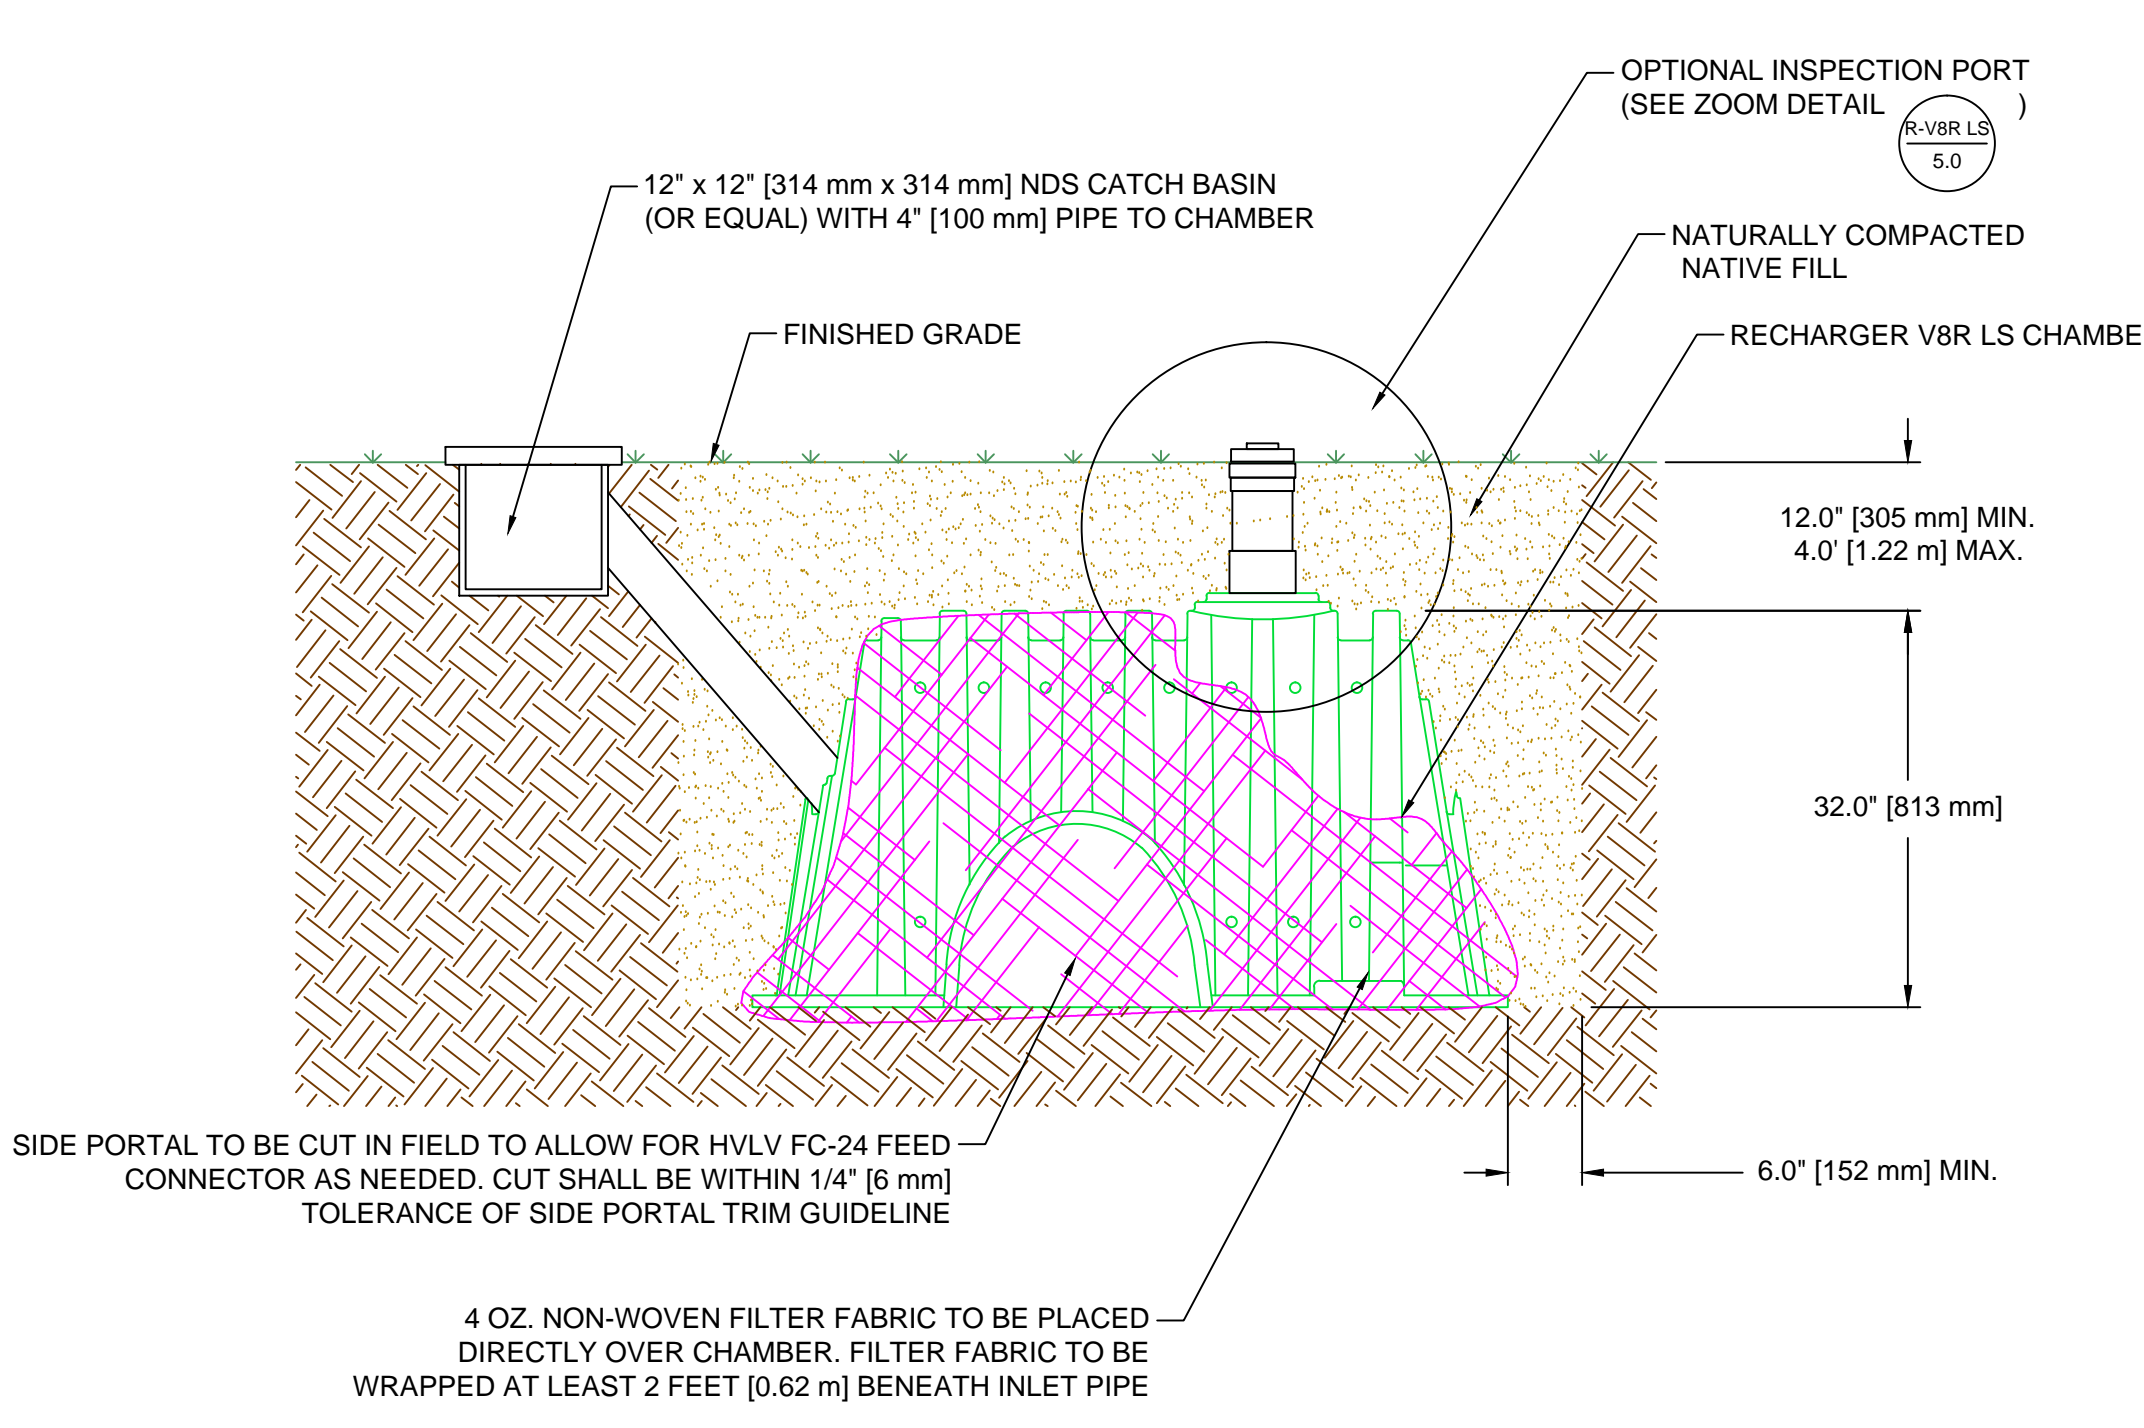 OPTIONAL INSPECTION PORT
(SEE ZOOM DETAIL )
R-V8R LS
5.0
12" x 12" [314 mm x 314 mm] NDS CATCH BASIN
(OR EQUAL) WITH 4" [100 mm] PIPE TO CHAMBER
NATURALLY COMPACTED
NATIVE FILL
FINISHED GRADE
RECHARGER V8R LS CHAMBE
12.0" [305 mm] MIN.
4.0' [1.22 m] MAX.
32.0" [813 mm]
SIDE PORTAL TO BE CUT IN FIELD TO ALLOW FOR HVLV FC-24 FEED
CONNECTOR AS NEEDED. CUT SHALL BE WITHIN 1/4" [6 mm]
TOLERANCE OF SIDE PORTAL TRIM GUIDELINE
6.0" [152 mm] MIN.
4 OZ. NON-WOVEN FILTER FABRIC TO BE PLACED
DIRECTLY OVER CHAMBER. FILTER FABRIC TO BE
WRAPPED AT LEAST 2 FEET [0.62 m] BENEATH INLET PIPE